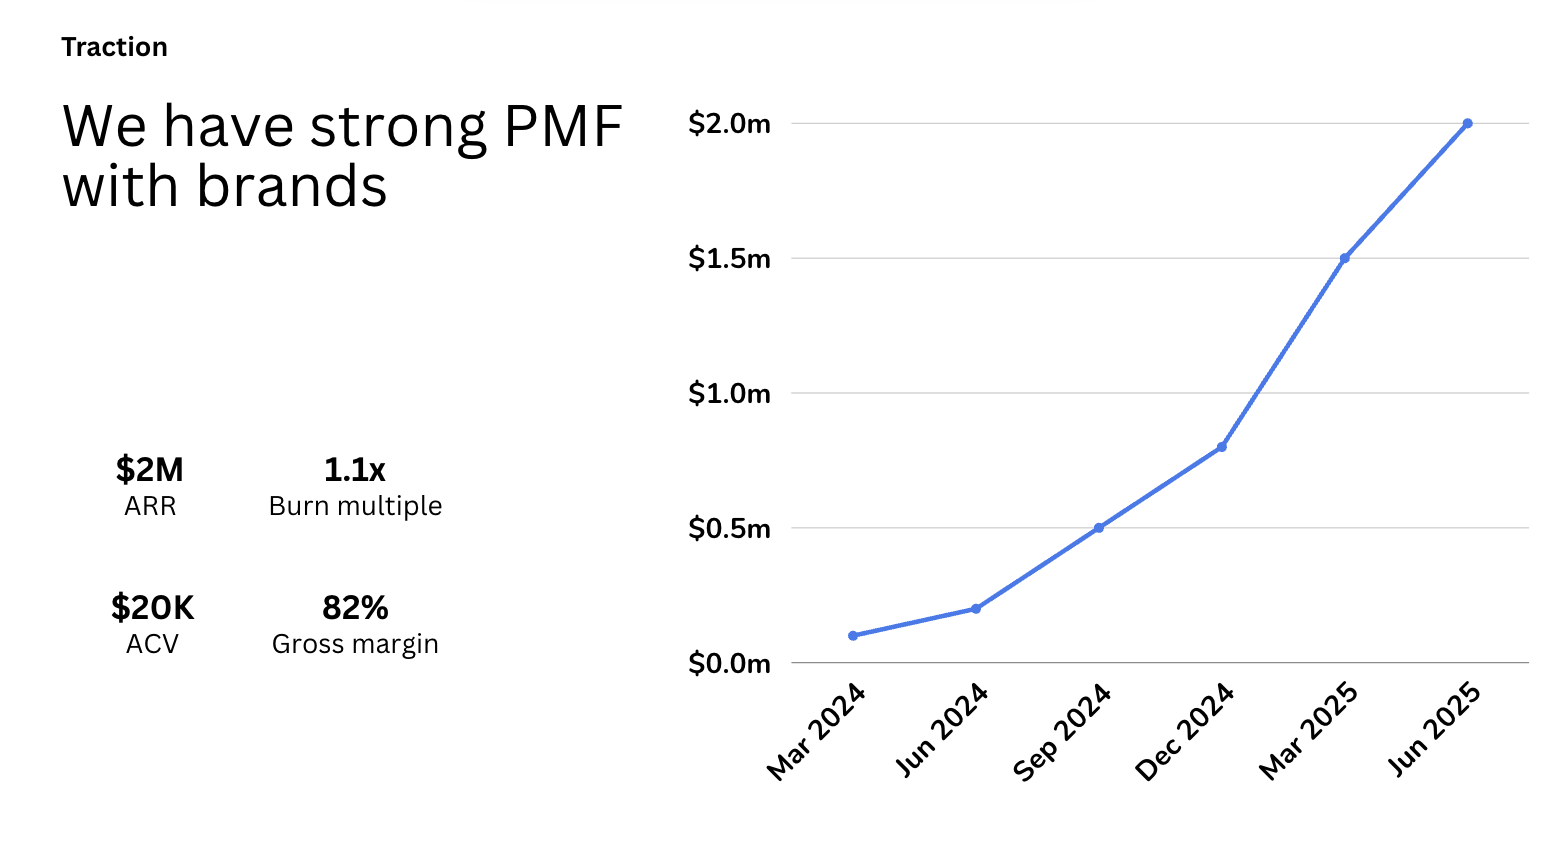 Traction
We have strong PMF
with brands
$2M
ARR
1.1x
Burn multiple
$20K
ACV
82%
Gross margin
$2.0m
$1.5m
$1.0m
$0.5m
$0.0m
Mar 2024
Jun 2024
Sep 2024
Dec 2024
Mar 2025
Jun 2025